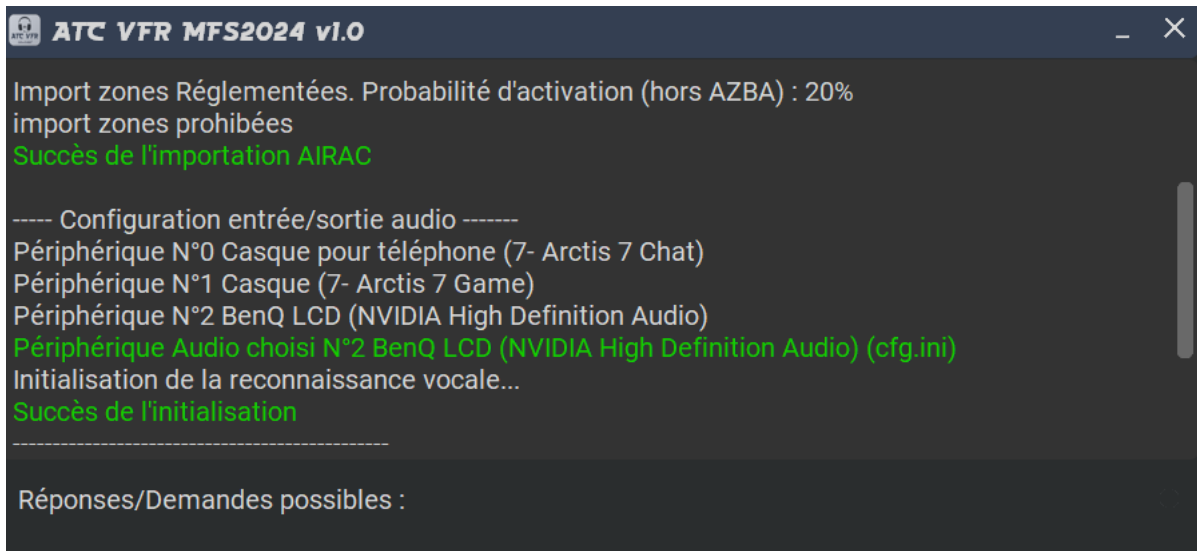 ATC VFR MFS2024 v1.0
Import zones Réglementées. Probabilité d'activation (hors AZBA) : 20%
import zones prohibées
Succès de l'importation AIRAC
----- Configuration entrée/sortie audio -------
Périphérique N°0 Casque pour téléphone (7- Arctis 7 Chat)
Périphérique N°1 Casque (7- Arctis 7 Game)
Périphérique N°2 BenQ LCD (NVIDIA High Definition Audio)
Périphérique Audio choisi N°2 BenQ LCD (NVIDIA High Definition Audio) (cfg.ini)
Initialisation de la reconnaissance vocale...
Succès de l'initialisation
-----------------------------------------------
Réponses/Demandes possibles :